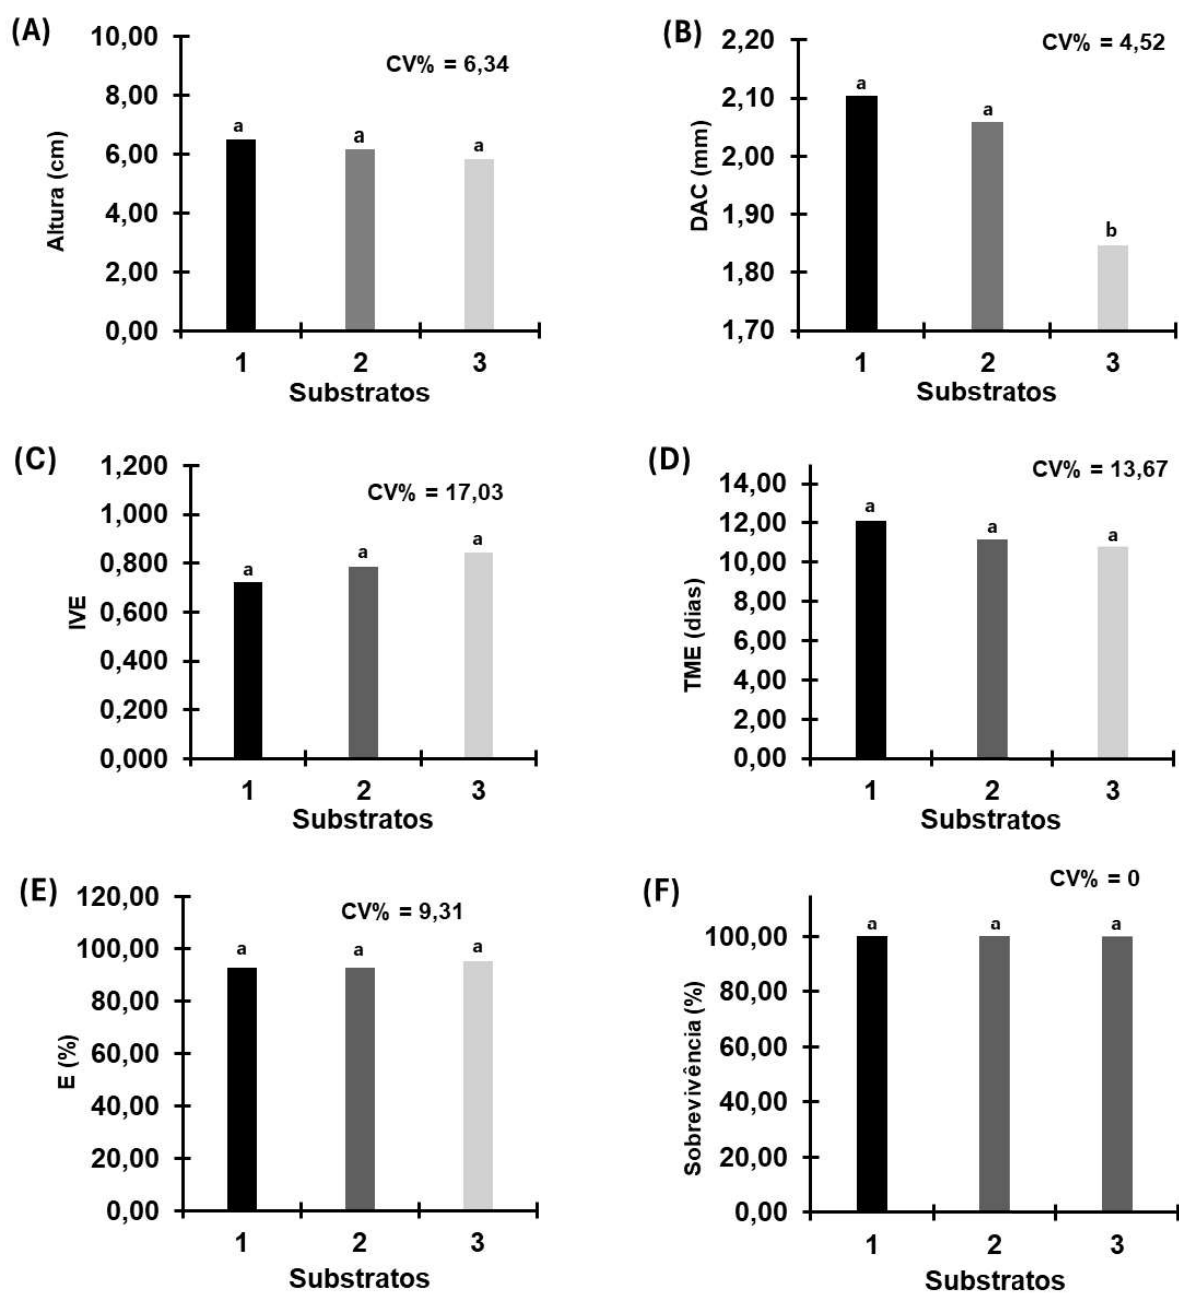 (A)
CV% = 6,34
Altura (cm)
10,00
8,00
6,00
4,00
2,00
0,00
a a a
1 2 3
Substratos
(B)
CV% = 4,52
DAC (mm)
2,20
2,10
2,00
1,90
1,80
1,70
a a b
1 2 3
Substratos
(C)
CV% = 17,03
IVE
1,200
1,000
0,800
0,600
0,400
0,200
0,000
a a a
1 2 3
Substratos
(D)
CV% = 13,67
TME (dias)
14,00
12,00
10,00
8,00
6,00
4,00
2,00
0,00
a a a
1 2 3
Substratos
(E)
CV% = 9,31
E (%)
120,00
100,00
80,00
60,00
40,00
20,00
0,00
a a a
1 2 3
Substratos
(F)
CV% = 0
Sobrevivência (%)
100,00
80,00
60,00
40,00
20,00
0,00
a a a
1 2 3
Substratos